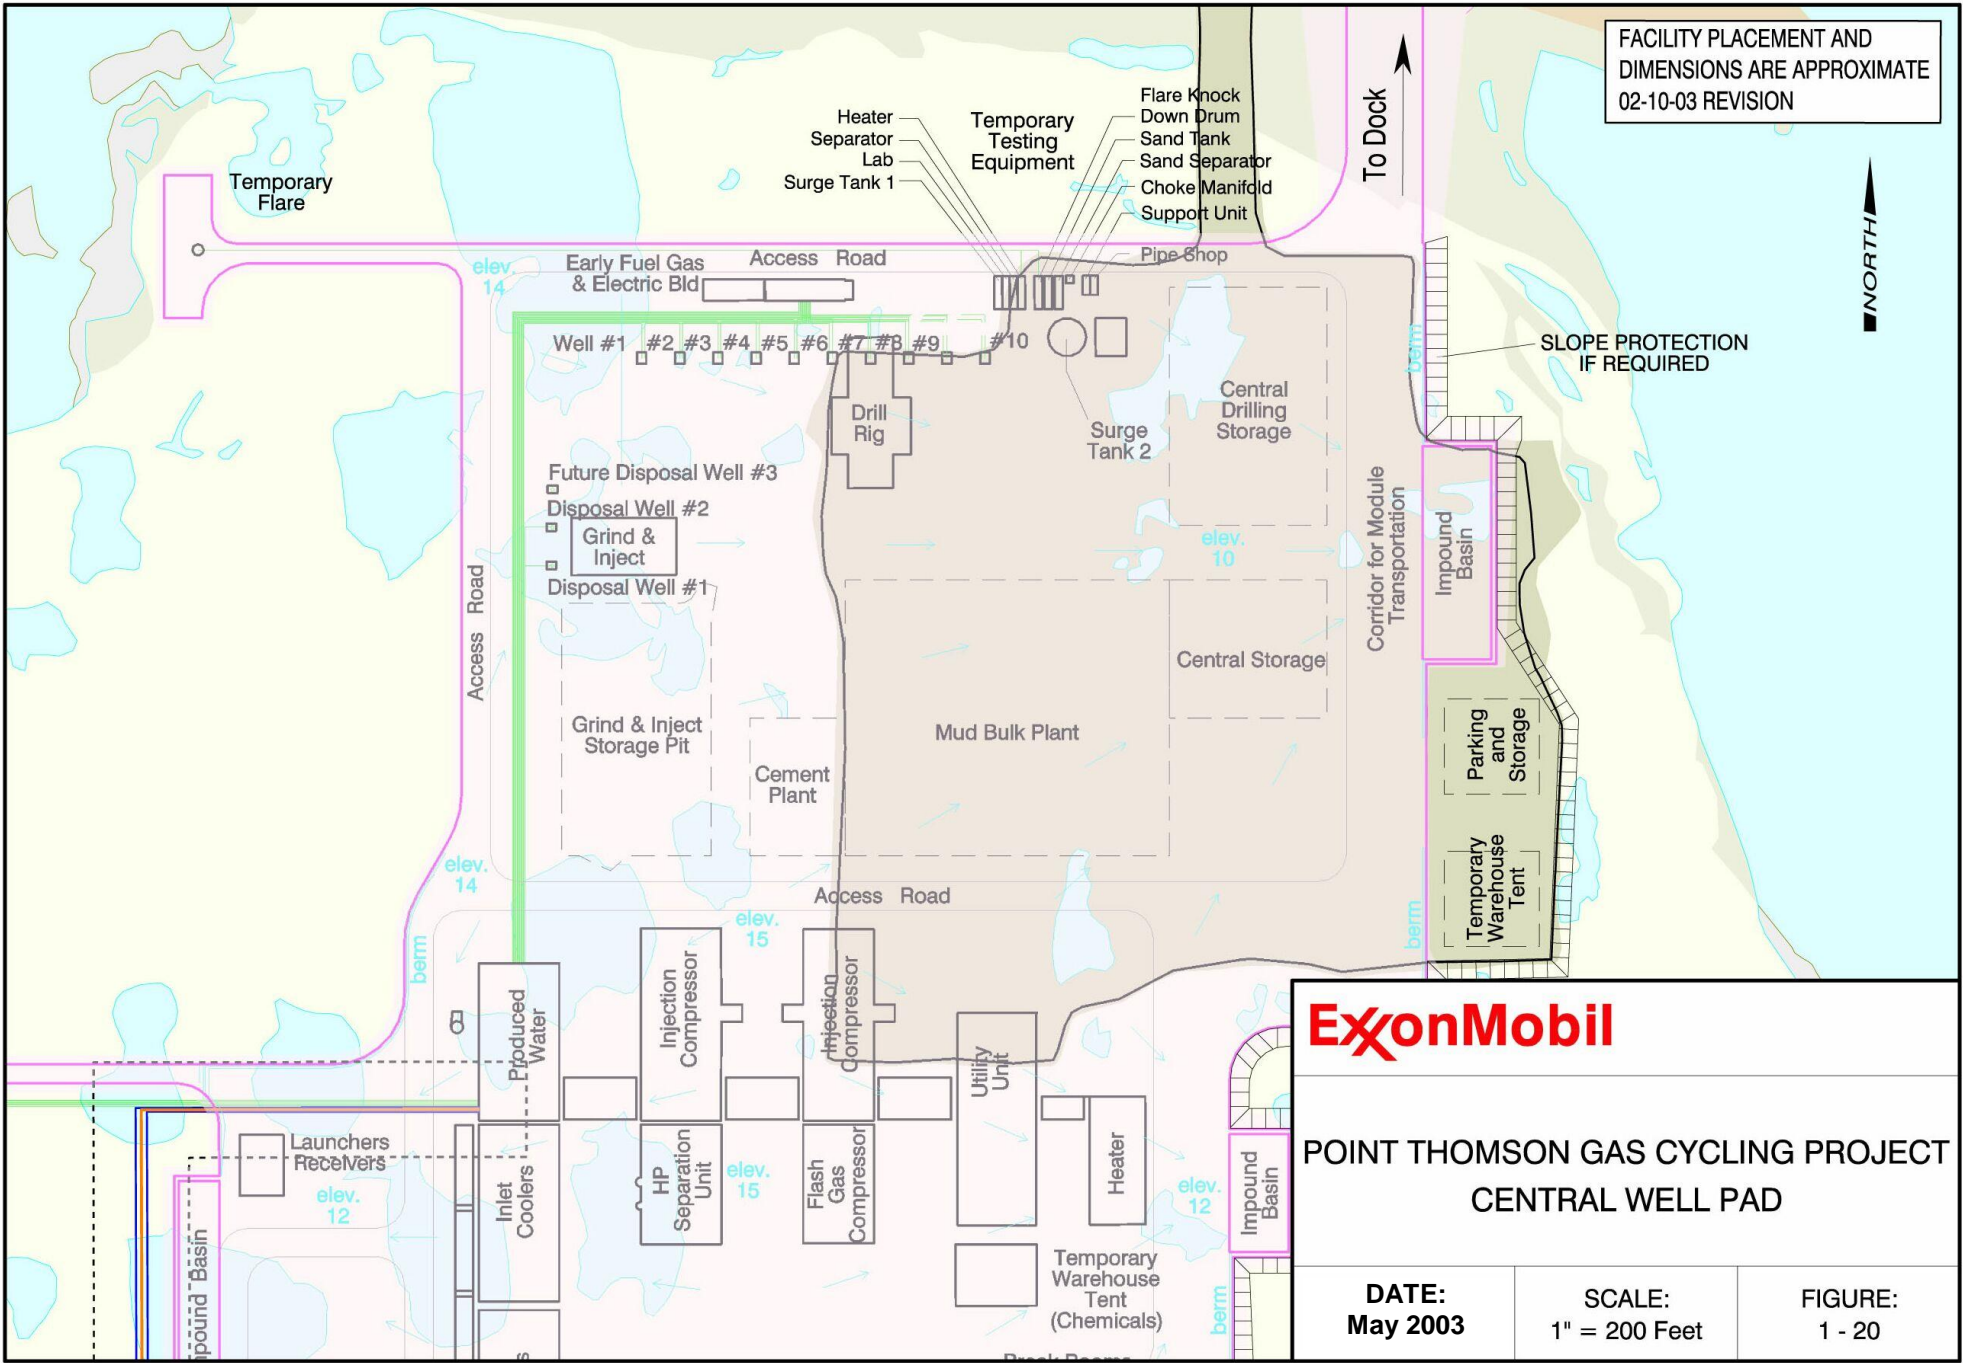 FACILITY PLACEMENT AND
DIMENSIONS ARE APPROXIMATE
02-10-03 REVISION
To Dock
NORTH
Temporary
Flare
Heater
Separator
Lab
Surge Tank 1
Temporary
Testing
Equipment
Flare Knock
Down Drum
Sand Tank
Sand Separator
Choke Manifold
Support Unit
Pipe Shop
Access Road
Early Fuel Gas
& Electric Bld
elev.
14
Well #1 #2 #3 #4 #5 #6 #7 #8 #9 #10
berm
SLOPE PROTECTION
IF REQUIRED
Drill
Rig
Surge
Tank 2
Central
Drilling
Storage
Future Disposal Well #3
Disposal Well #2
Grind &
Inject
Disposal Well #1
elev.
10
Corridor for Module
Transportation
Impound
Basin
Access Road
Central Storage
Grind & Inject
Storage Pit
Mud Bulk Plant
Cement
Plant
Parking
and
Storage
Temporary
Warehouse
Tent
elev.
14
Access Road
elev.
15
berm
berm
Produced
Water
Injection
Compressor
Injection
Compressor
Utility
Unit
Launchers
Receivers
elev.
12
Inlet
Coolers
HP
Separation
Unit
elev.
15
Flash
Gas
Compressor
Heater
elev.
12
Impound
Basin
pound Basin
Temporary
Warehouse
Tent
(Chemicals)
berm
s
ExxonMobil
POINT THOMSON GAS CYCLING PROJECT
CENTRAL WELL PAD
DATE:
May 2003
SCALE:
1" = 200 Feet
FIGURE:
1 - 20